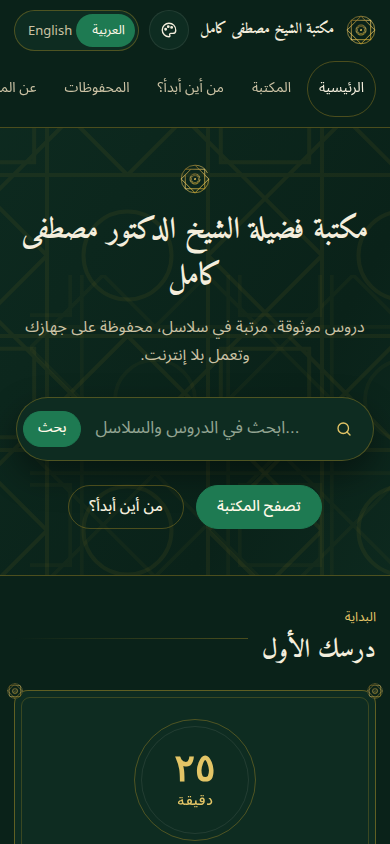 مكتبة الشيخ مصطفى كامل
العربية English
الرئيسية المكتبة من أين أبدأ؟ المحفوظات عن
مكتبة فضيلة الشيخ الدكتور مصطفى
كامل
دروس موثوقة، مرتبة في سلاسل، محفوظة على جهازك
وتعمل بلا إنترنت.
ابحث في الدروس والسلاسل...
بحث
تصفح المكتبة من أين أبدأ؟
البداية
درسك الأول
٢٥
دقيقة